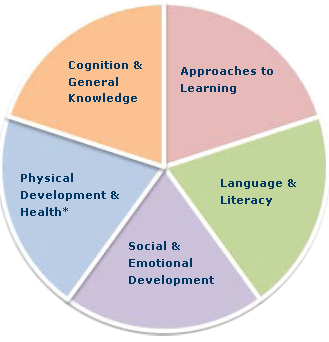 Cognition &
General
Knowledge
Approaches to
Learning
Physical
Development &
Health*
Language &
Literacy
Social &
Emotional
Development